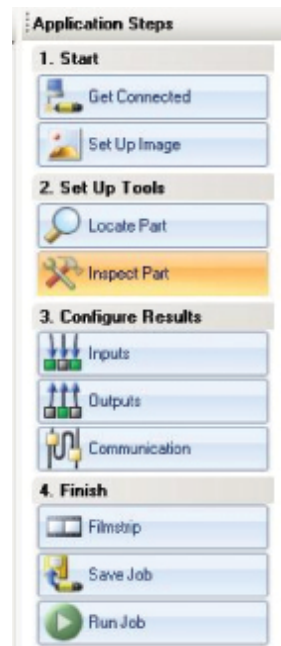 Application Steps
1. Start
Get Connected
Set Up Image
2. Set Up Tools
Locate Part
Inspect Part
3. Configure Results
Inputs
Outputs
Communication
4. Finish
Filmstrip
Save Job
Run Job